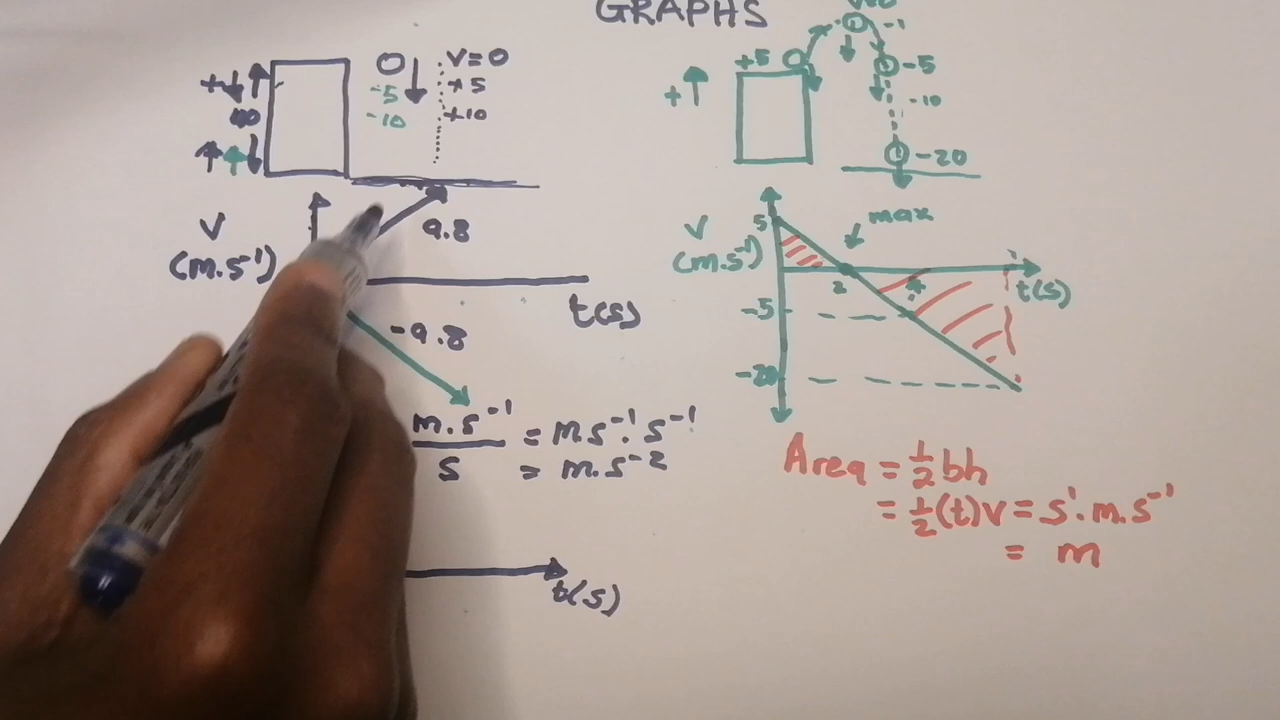 GRAPHS
V=0
+5
+10
-5
-10
40
9.8
V
(m.s⁻¹)
t(s)
-9.8
m.s⁻¹
s
= m.s⁻¹.s⁻¹
= m.s⁻²
t(s)
+5
-1
-5
-10
-20
+
max
V
(m.s⁻¹)
5
2
4
t(s)
-5
-20
Area = ½bh
= ½(t)V = s¹.m.s⁻¹
= m